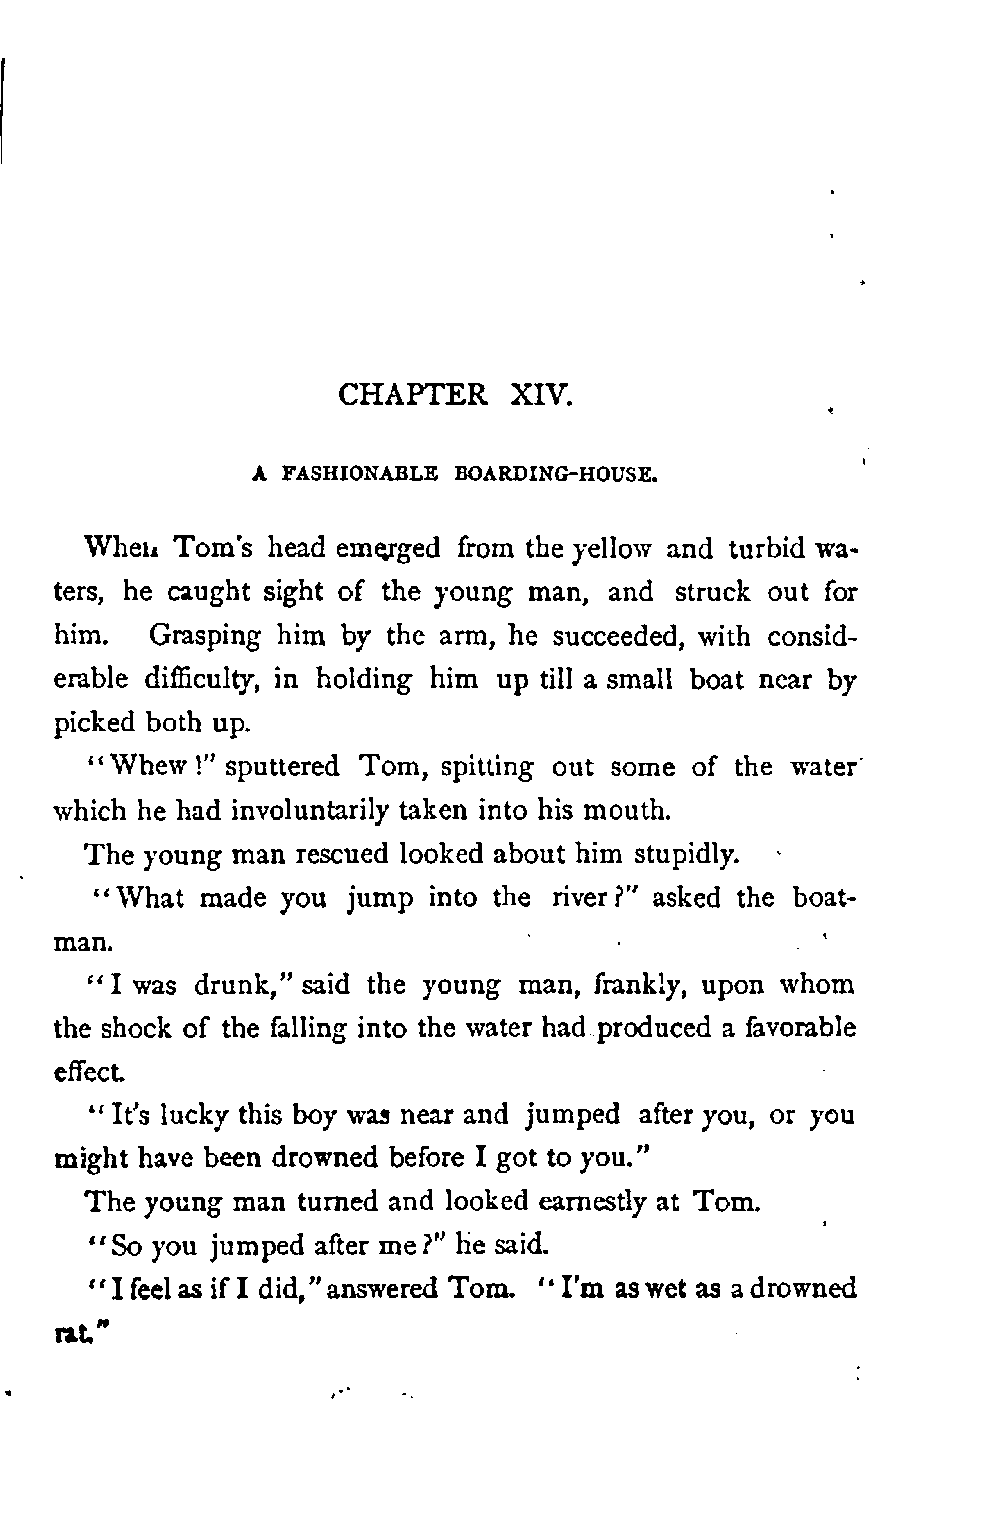 CHAPTER XIV.
A FASHIONABLE BOARDING-HOUSE.
When Tom's head emerged from the yellow and turbid wa-
ters, he caught sight of the young man, and struck out for
him. Grasping him by the arm, he succeeded, with consid-
erable difficulty, in holding him up till a small boat near by
picked both up.
"Whew!" sputtered Tom, spitting out some of the water
which he had involuntarily taken into his mouth.
The young man rescued looked about him stupidly.
"What made you jump into the river?" asked the boat-
man.
"I was drunk," said the young man, frankly, upon whom
the shock of the falling into the water had produced a favorable
effect.
"It's lucky this boy was near and jumped after you, or you
might have been drowned before I got to you."
The young man turned and looked earnestly at Tom.
"So you jumped after me?" he said.
"I feel as if I did," answered Tom. "I'm as wet as a drowned
rat."